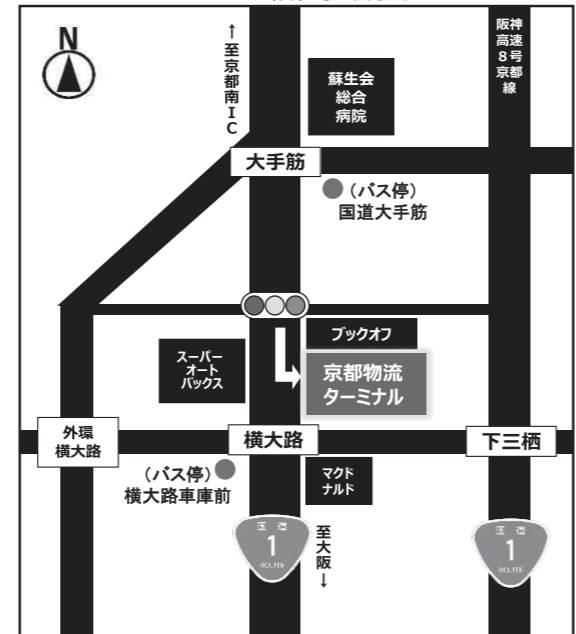 N
↑至京都南IC
蘇生会
総合
病院
阪神
高速
8号
京都
線
大手筋
(バス停)
国道大手筋
ブックオフ
スーパー
オート
バックス
京都物流
ターミナル
外環
横大路
横大路
下三栖
(バス停)
横大路車庫前
マクド
ナルド
国道
1
ROUTE
至大阪↓
国道
1
ROUTE